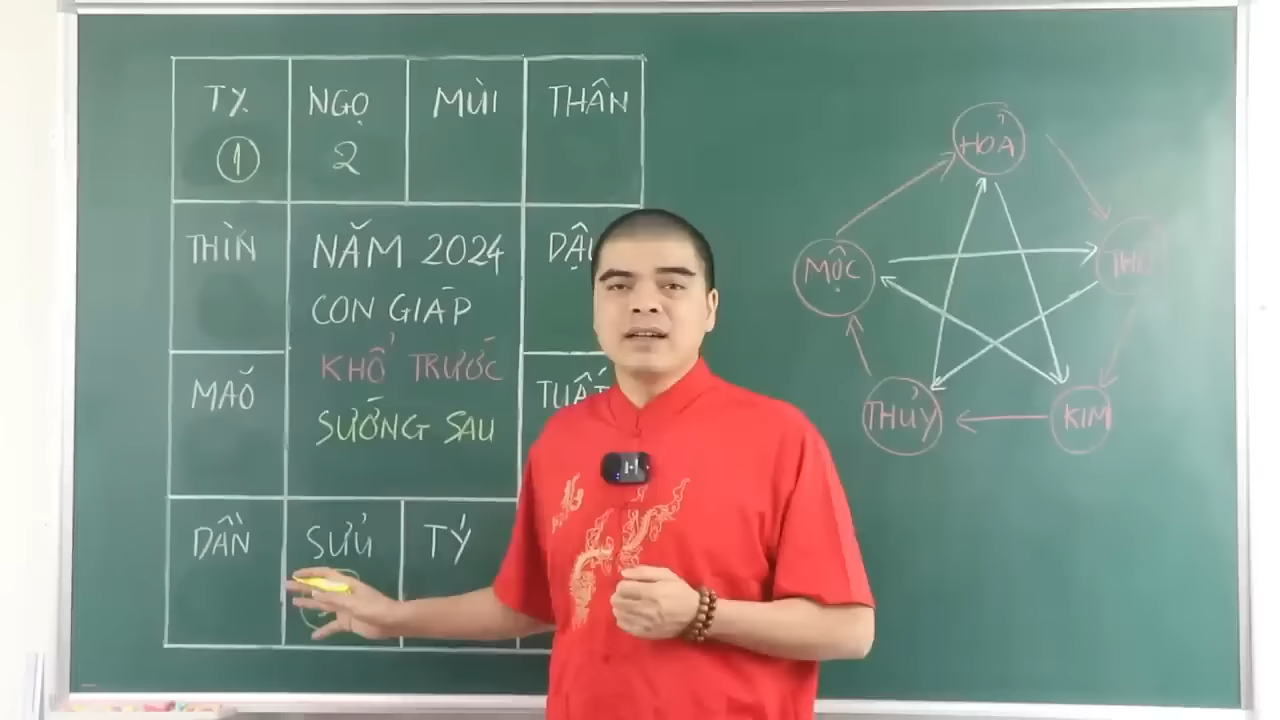 TỴ NGỌ MÙI THÂN
① 2
THÌN
NĂM 2024
CON GIÁP
KHỔ TRƯỚC
SƯỚNG SAU
MAÕ
DẦN SỬU TÝ
HỎA
MỘC
THỦY
KIM